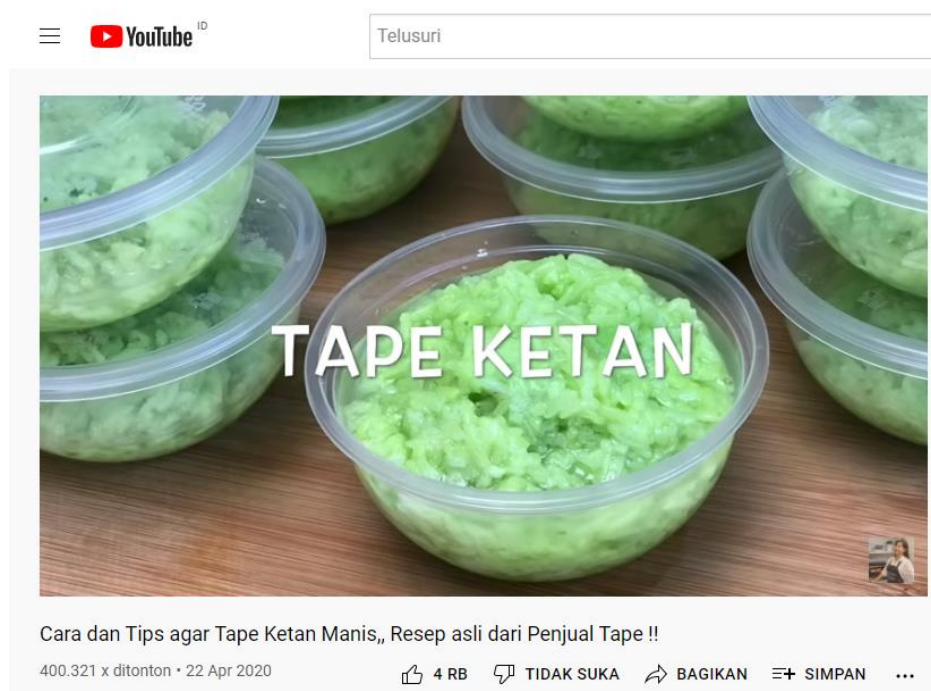 YouTube ID
Telusuri
TAPE KETAN
Cara dan Tips agar Tape Ketan Manis,, Resep asli dari Penjual Tape !!
400.321 x ditonton • 22 Apr 2020
4 RB TIDAK SUKA BAGIKAN SIMPAN